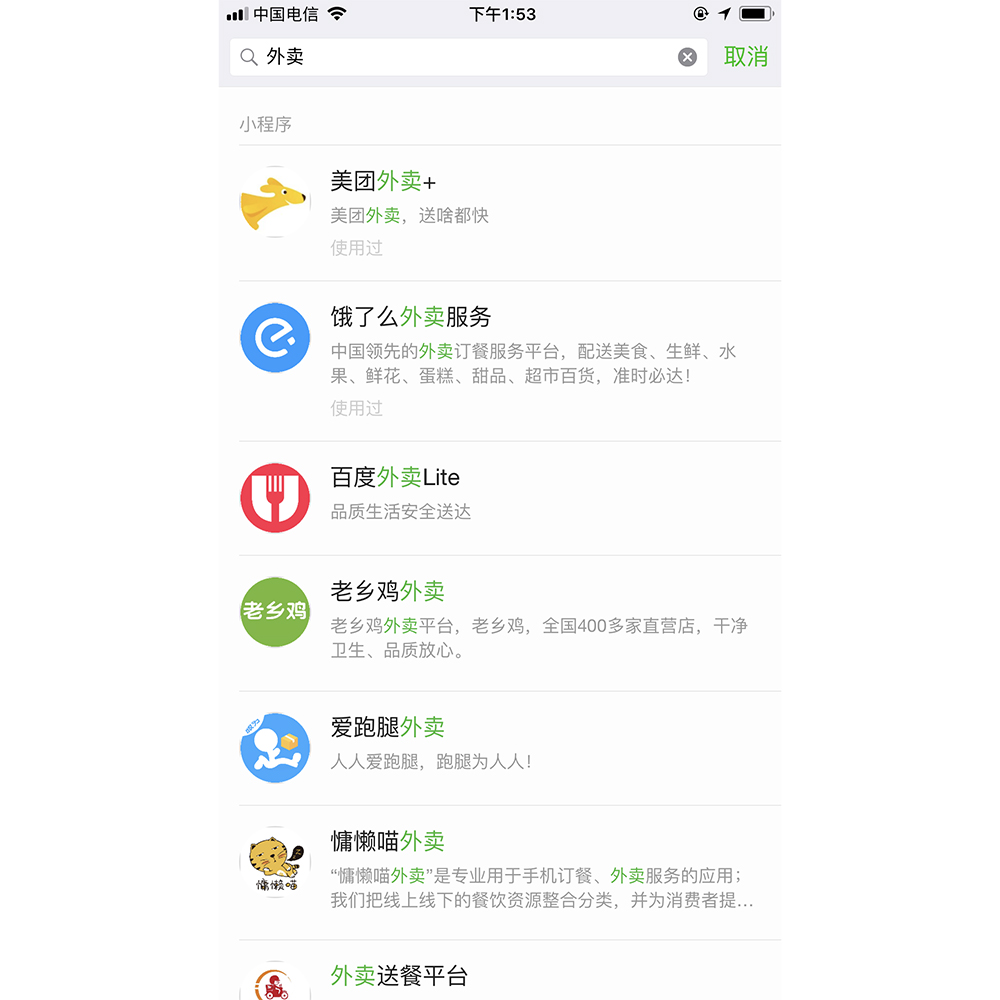 中国电信
下午1:53
外卖
取消
小程序
美团外卖+
美团外卖，送啥都快
使用过
饿了么外卖服务
中国领先的外卖订餐服务平台，配送美食、生鲜、水
果、鲜花、蛋糕、甜品、超市百货，准时必达！
使用过
百度外卖Lite
品质生活安全送达
老乡鸡
老乡鸡外卖
老乡鸡外卖平台，老乡鸡，全国400多家直营店，干净
卫生、品质放心。
爱跑腿外卖
人人爱跑腿，跑腿为人人！
慵懒喵
慵懒喵外卖
“慵懒喵外卖”是专业用于手机订餐、外卖服务的应用；
我们把线上线下的餐饮资源整合分类，并为消费者提…
外卖送餐平台